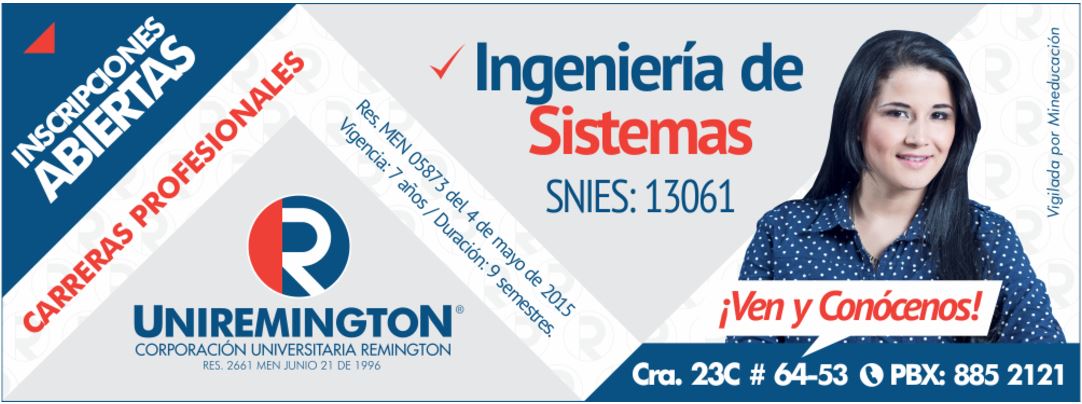 INSCRIPCIONES
ABIERTAS
CARRERAS PROFESIONALES
Res. MEN 05873 del 4 de mayo de 2015
Vigencia: 7 años / Duración: 9 semestres.
R
UNIREMINGTON®
CORPORACIÓN UNIVERSITARIA REMINGTON
RES. 2661 MEN JUNIO 21 DE 1996
✓ Ingeniería de
Sistemas
SNIES: 13061
Vigilada por Mineducación
¡Ven y Conócenos!
Cra. 23C # 64-53 PBX: 885 2121